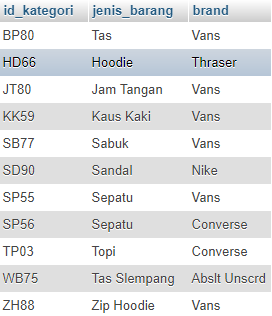 id_kategori jenis_barang brand
BP80 Tas Vans
HD66 Hoodie Thraser
JT80 Jam Tangan Vans
KK59 Kaus Kaki Vans
SB77 Sabuk Vans
SD90 Sandal Nike
SP55 Sepatu Vans
SP56 Sepatu Converse
TP03 Topi Converse
WB75 Tas Slempang Abslt Unscrd
ZH88 Zip Hoodie Vans